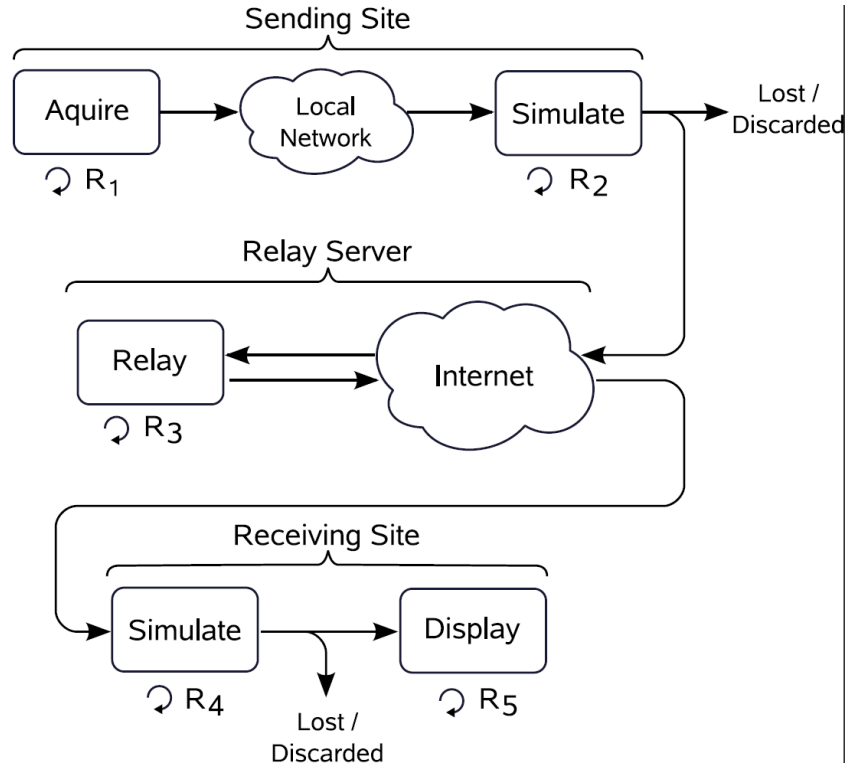 Sending Site
Aquire
Local
Network
Simulate
Lost /
Discarded
R1
R2
Relay Server
Relay
Internet
R3
Receiving Site
Simulate
Display
R4
R5
Lost /
Discarded